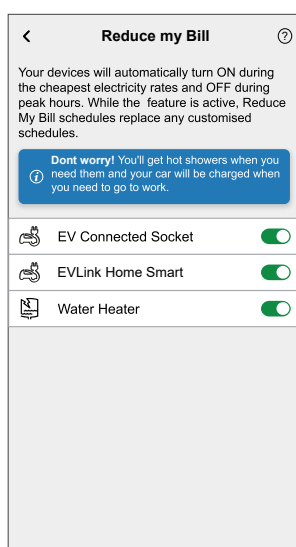 Reduce my Bill
Your devices will automatically turn ON during
the cheapest electricity rates and OFF during
peak hours. While the feature is active, Reduce
My Bill schedules replace any customised
schedules.
Dont worry! You'll get hot showers when you
need them and your car will be charged when
you need to go to work.
EV Connected Socket
EVLink Home Smart
Water Heater